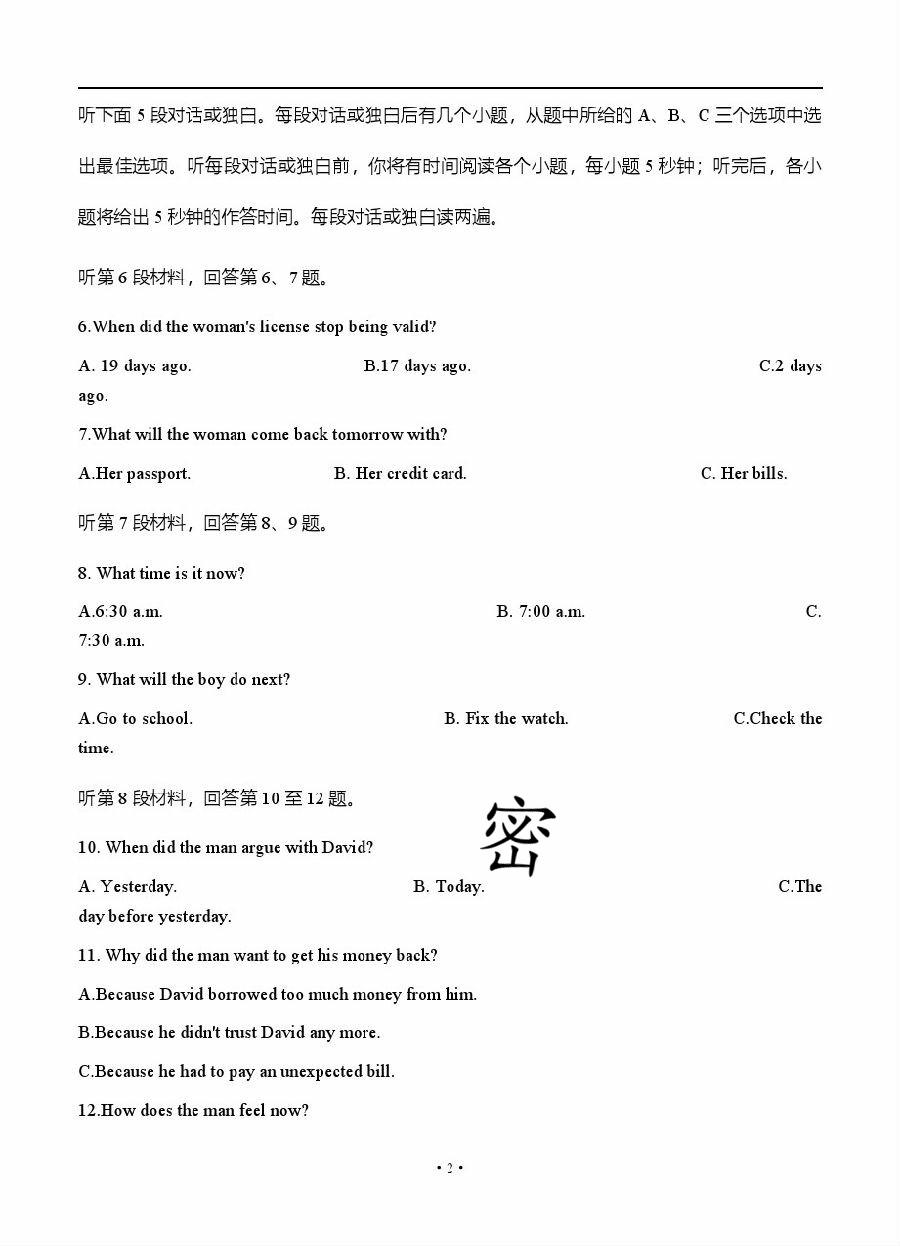 听下面 5 段对话或独白。每段对话或独白后有几个小题，从题中所给的 A、B、C 三个选项中选
出最佳选项。听每段对话或独白前，你将有时间阅读各个小题，每小题 5 秒钟；听完后，各小
题将给出 5 秒钟的作答时间。每段对话或独白读两遍。
听第 6 段材料，回答第 6、7 题。
6.When did the woman's license stop being valid?
A. 19 days ago. B.17 days ago. C.2 days
ago.
7.What will the woman come back tomorrow with?
A.Her passport. B. Her credit card. C. Her bills.
听第 7 段材料，回答第 8、9 题。
8. What time is it now?
A.6:30 a.m. B. 7:00 a.m. C.
7:30 a.m.
9. What will the boy do next?
A.Go to school. B. Fix the watch. C.Check the
time.
听第 8 段材料，回答第 10 至 12 题。
密
10. When did the man argue with David?
A. Yesterday. B. Today. C.The
day before yesterday.
11. Why did the man want to get his money back?
A.Because David borrowed too much money from him.
B.Because he didn't trust David any more.
C.Because he had to pay an unexpected bill.
12.How does the man feel now?
• 2 •